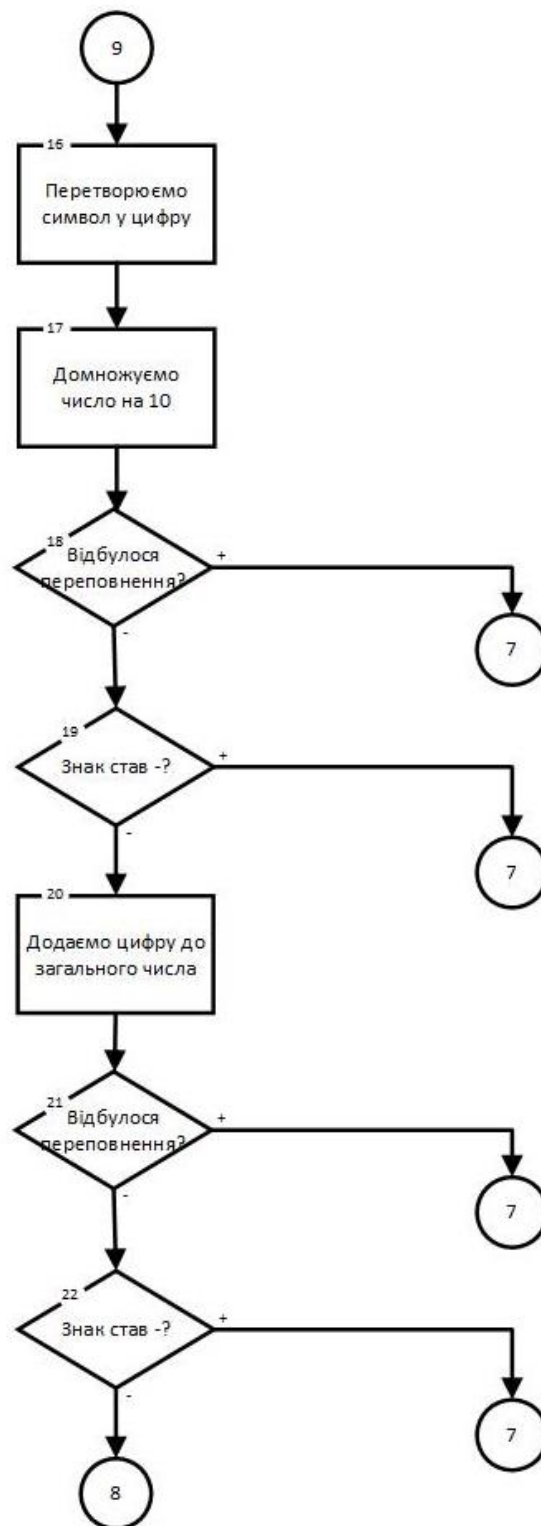 9
16
Перетворюємо
символ у цифру
17
Домножуємо
число на 10
18
Відбулося
переповнення?
+
-
7
19
Знак став -?
+
-
7
20
Додаємо цифру до
загального числа
21
Відбулося
переповнення?
+
-
7
22
Знак став -?
+
-
7
8